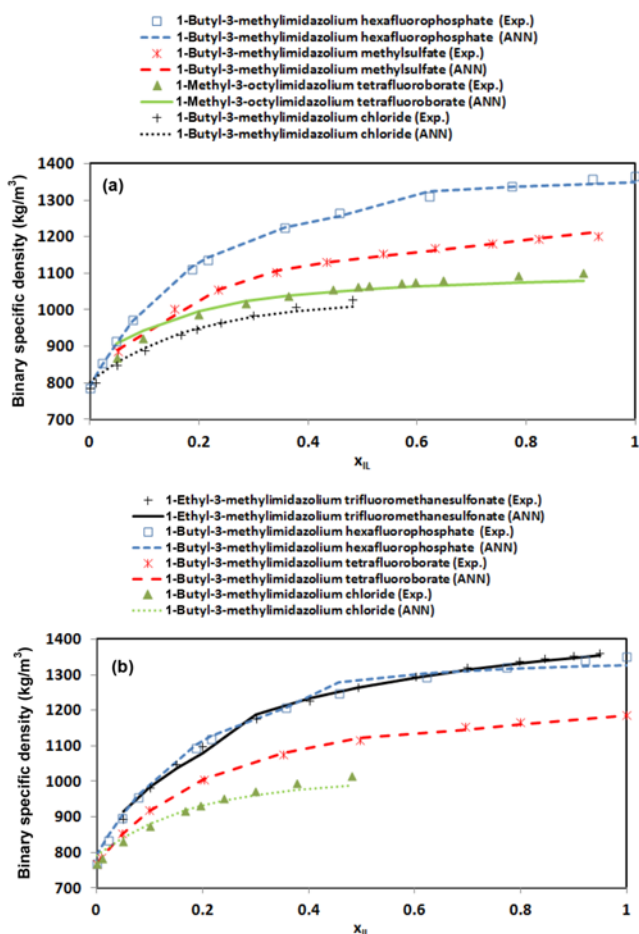 1-Butyl-3-methylimidazolium hexafluorophosphate (Exp.)
1-Butyl-3-methylimidazolium hexafluorophosphate (ANN)
1-Butyl-3-methylimidazolium methylsulfate (Exp.)
1-Butyl-3-methylimidazolium methylsulfate (ANN)
1-Methyl-3-octylimidazolium tetrafluoroborate (Exp.)
1-Methyl-3-octylimidazolium tetrafluoroborate (ANN)
1-Butyl-3-methylimidazolium chloride (Exp.)
1-Butyl-3-methylimidazolium chloride (ANN)
(a)
Binary specific density (kg/m³)
1400
1300
1200
1100
1000
900
800
700
0 0.2 0.4 0.6 0.8 1
x_IL
1-Ethyl-3-methylimidazolium trifluoromethanesulfonate (Exp.)
1-Ethyl-3-methylimidazolium trifluoromethanesulfonate (ANN)
1-Butyl-3-methylimidazolium hexafluorophosphate (Exp.)
1-Butyl-3-methylimidazolium hexafluorophosphate (ANN)
1-Butyl-3-methylimidazolium tetrafluoroborate (Exp.)
1-Butyl-3-methylimidazolium tetrafluoroborate (ANN)
1-Butyl-3-methylimidazolium chloride (Exp.)
1-Butyl-3-methylimidazolium chloride (ANN)
(b)
Binary specific density (kg/m³)
1400
1300
1200
1100
1000
900
800
700
0 0.2 0.4 0.6 0.8 1
x_IL